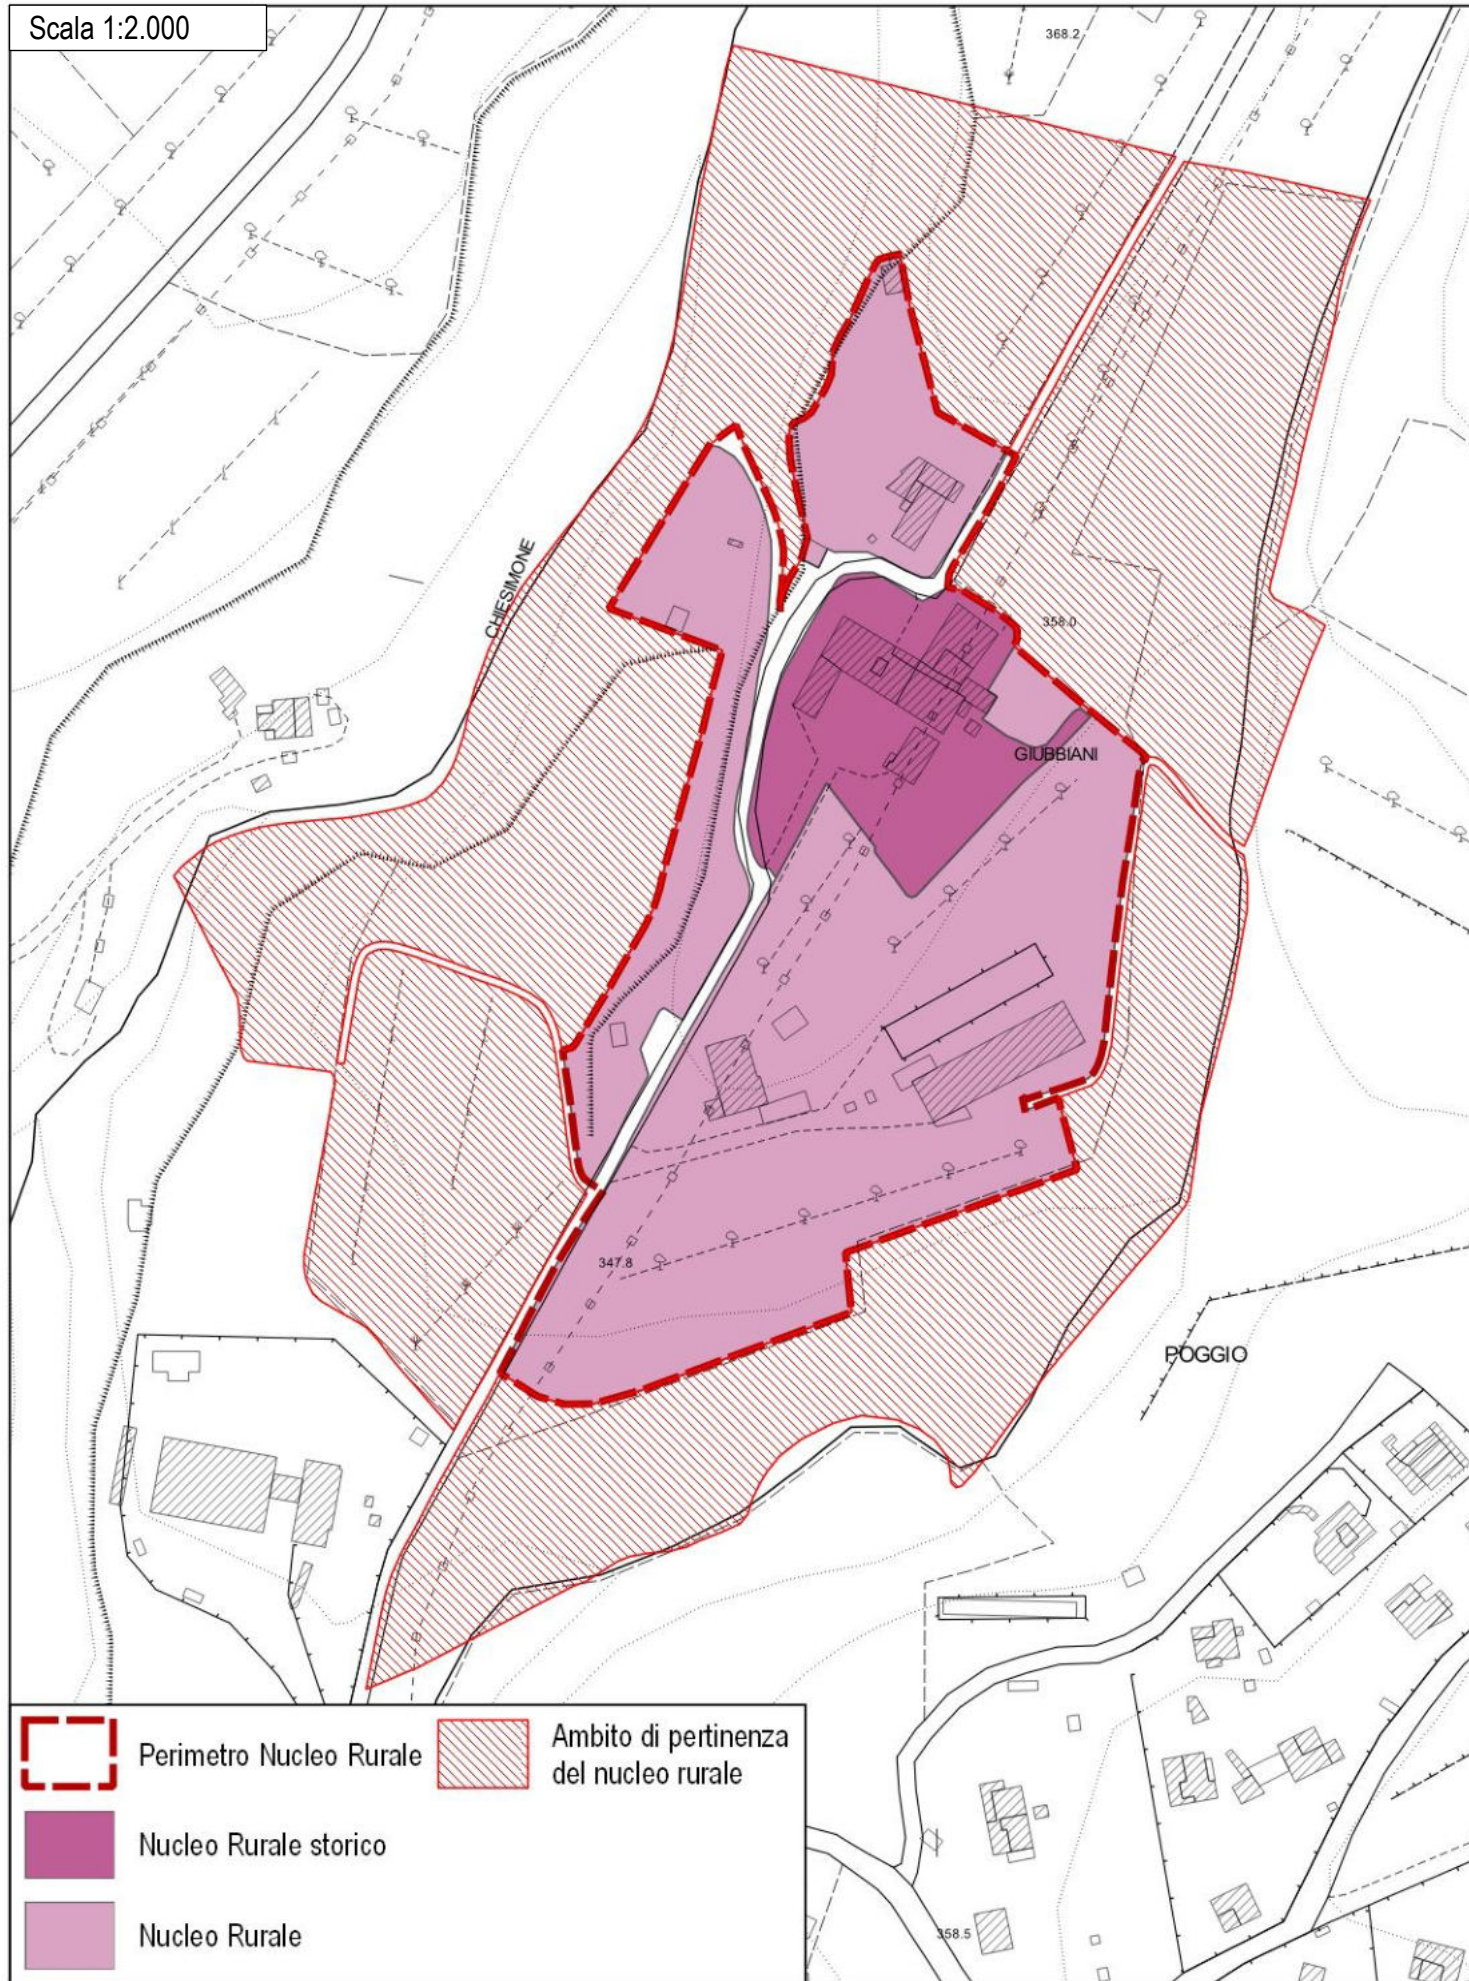 Scala 1:2.000
368.2
CHIESIMONE
358.0
GIUBBIANI
347.8
POGGIO
Perimetro Nucleo Rurale
Ambito di pertinenza
del nucleo rurale
Nucleo Rurale storico
Nucleo Rurale
358.5